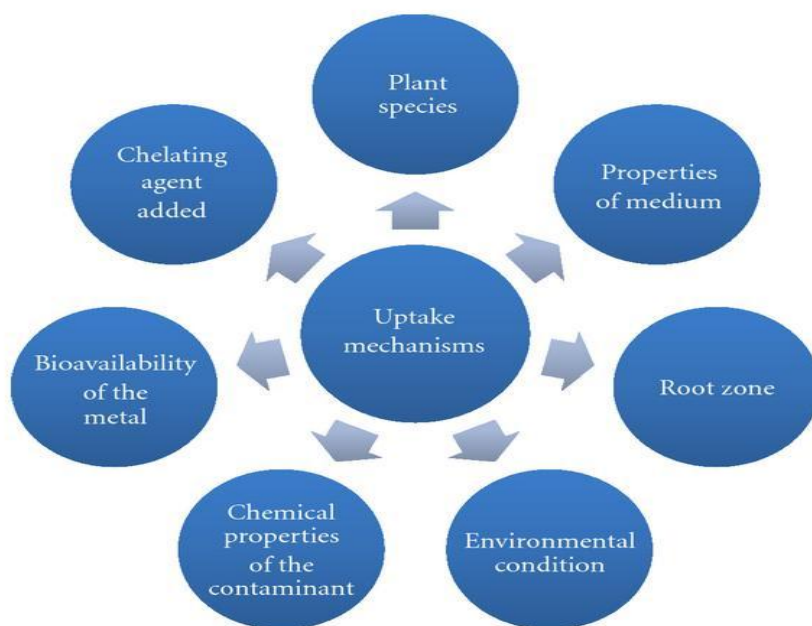 Plant
species
Properties
of medium
Root zone
Environmental
condition
Chemical
properties
of the
contaminant
Bioavailability
of the
metal
Chelating
agent
added
Uptake
mechanisms